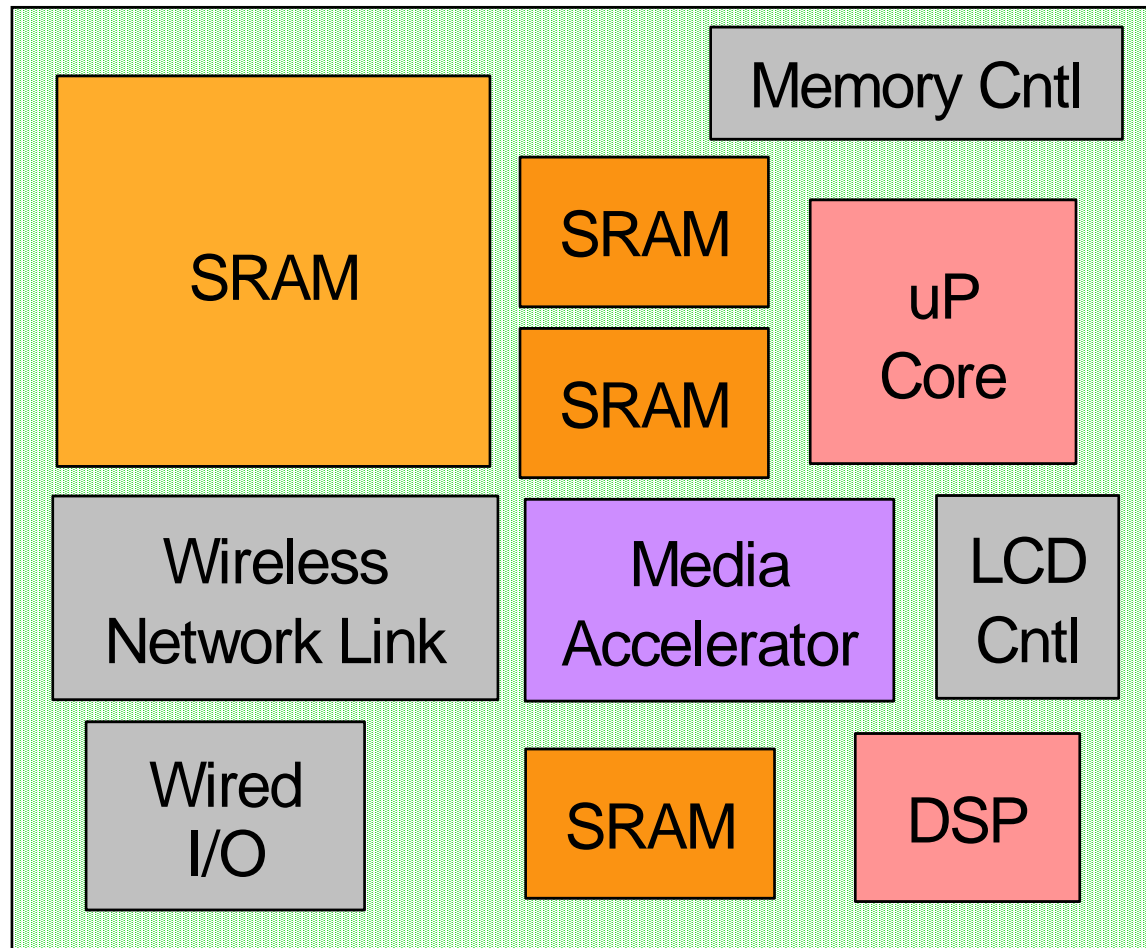 Memory Cntl
SRAM
SRAM
uP
Core
SRAM
Wireless
Network Link
Media
Accelerator
LCD
Cntl
Wired
I/O
SRAM
DSP